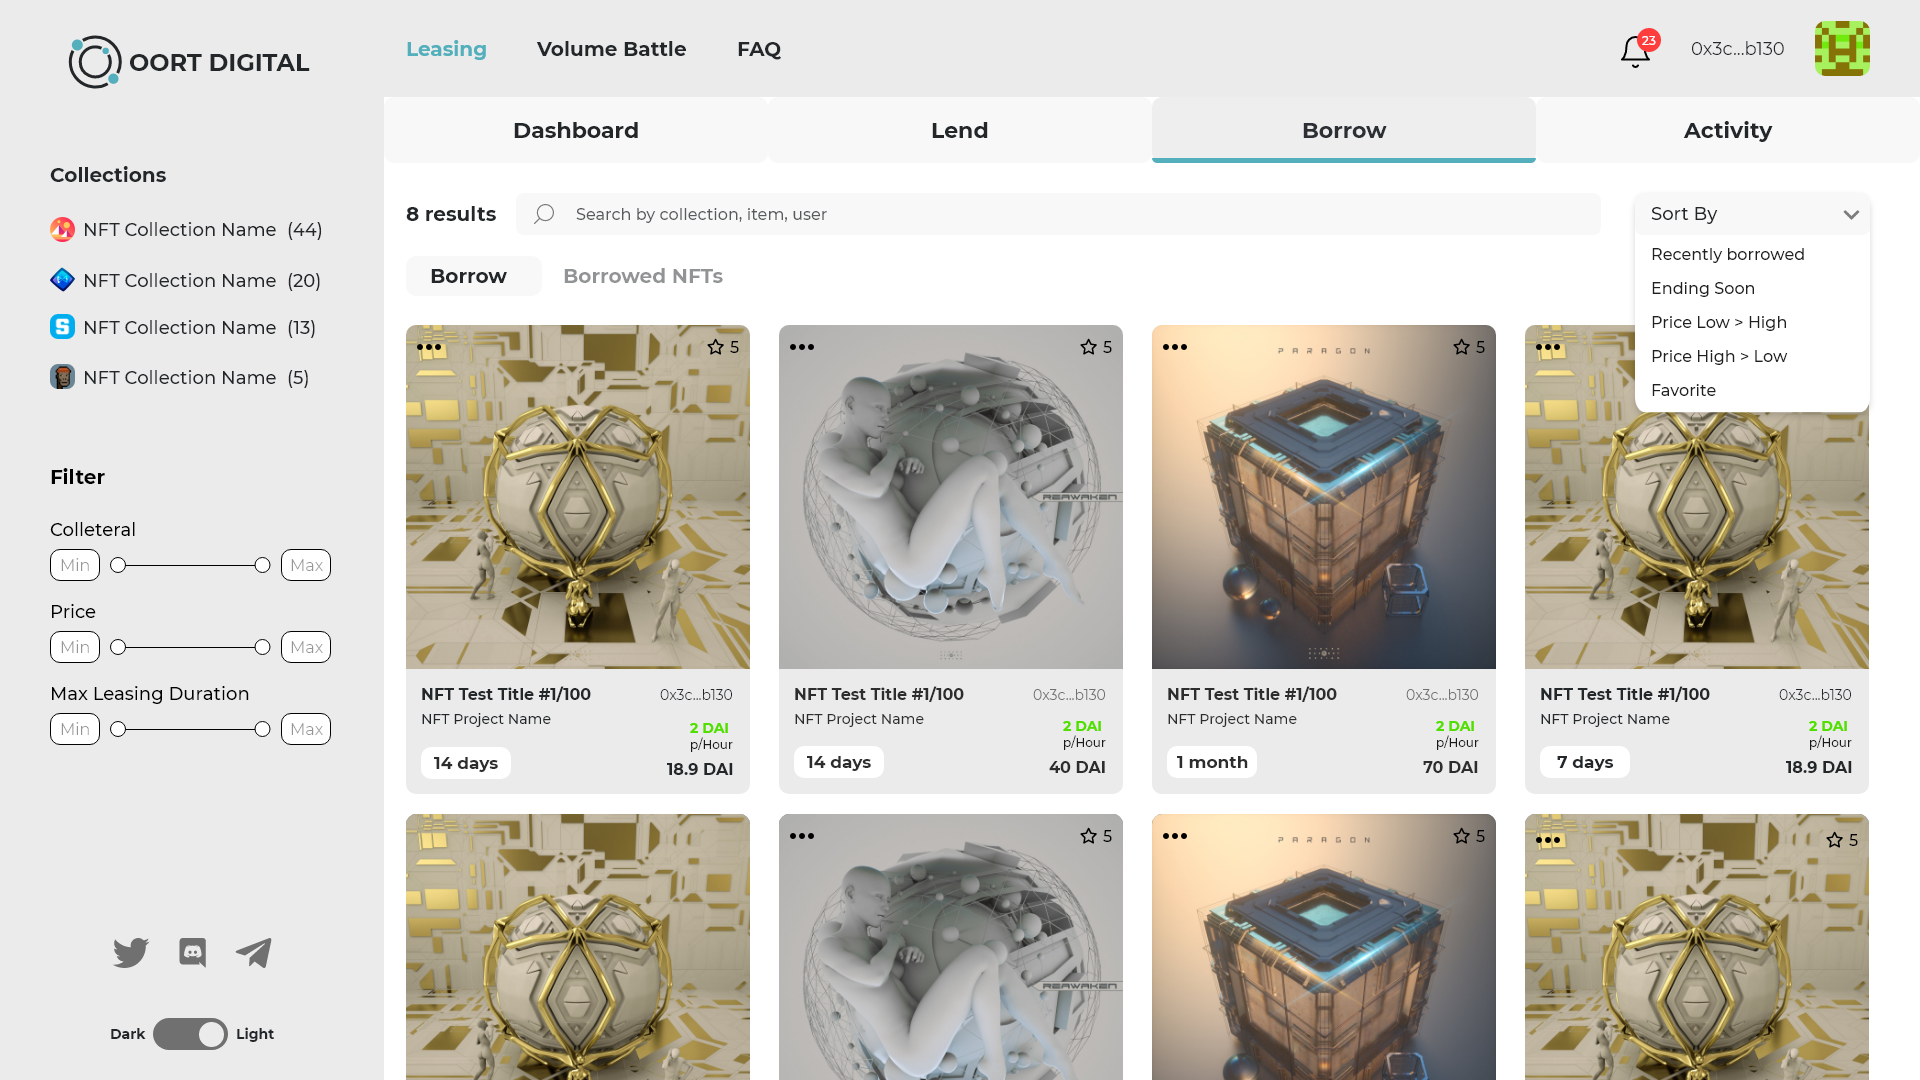 OORT DIGITAL
Leasing
Volume Battle
FAQ
23
0x3c...b130
Dashboard
Lend
Borrow
Activity
Collections
NFT Collection Name (44)
NFT Collection Name (20)
NFT Collection Name (13)
NFT Collection Name (5)
Filter
Colleteral
Min
Max
Price
Min
Max
Max Leasing Duration
Min
Max
Dark
Light
8 results
Search by collection, item, user
Sort By
Recently borrowed
Ending Soon
Price Low > High
Price High > Low
Favorite
Borrow
Borrowed NFTs
5
NFT Test Title #1/100
0x3c...b130
NFT Project Name
2 DAI
p/Hour
14 days
18.9 DAI
5
REAWAKEN
NFT Test Title #1/100
0x3c...b130
NFT Project Name
2 DAI
p/Hour
14 days
40 DAI
PARAGON
5
NFT Test Title #1/100
0x3c...b130
NFT Project Name
2 DAI
p/Hour
1 month
70 DAI
NFT Test Title #1/100
0x3c...b130
NFT Project Name
2 DAI
p/Hour
7 days
18.9 DAI
5
REAWAKEN
PARAGON
5
5